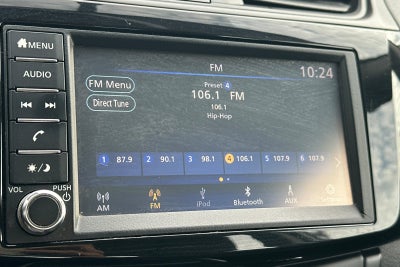 MENU
AUDIO
VOL
PUSH
FM
10:24
FM Menu
Direct Tune
Preset 4
106.1 FM
106.1
Hip-Hop
1 87.9 2 90.1 3 98.1 4 106.1 5 107.9 6 107.9
AM FM iPod Bluetooth AUX